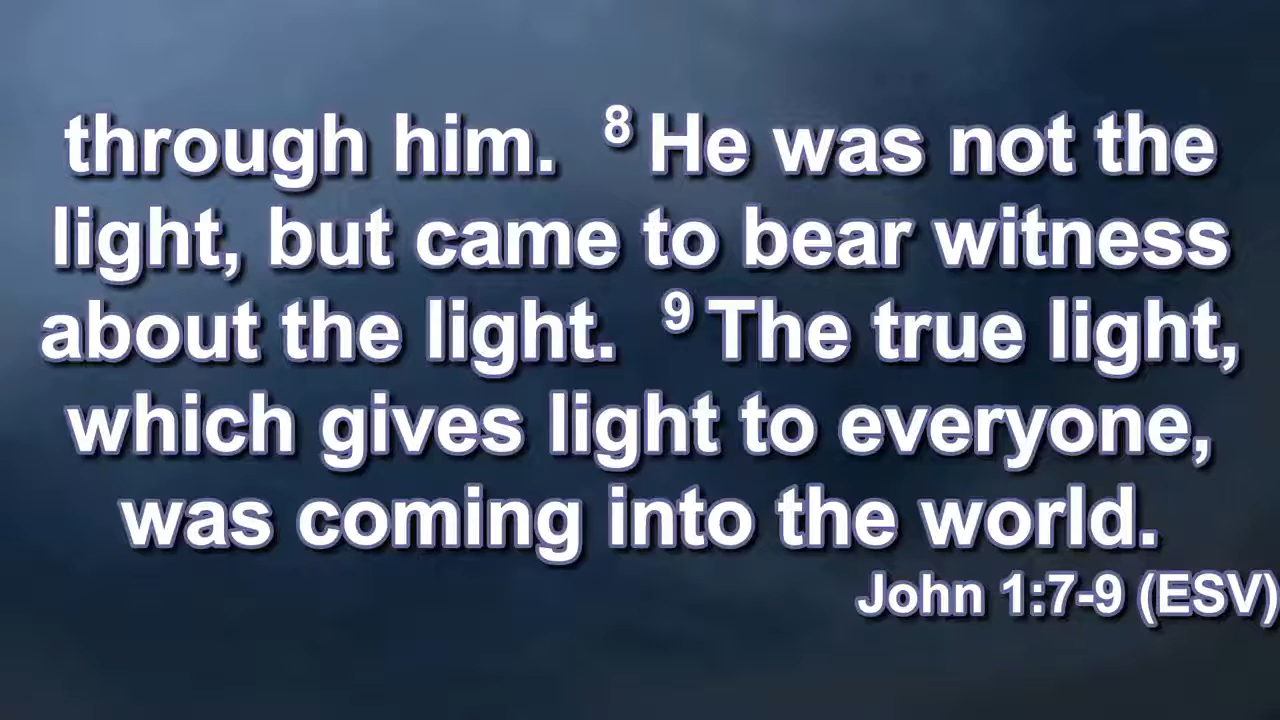 through him. 8 He was not the
light, but came to bear witness
about the light. 9 The true light,
which gives light to everyone,
was coming into the world.
John 1:7-9 (ESV)